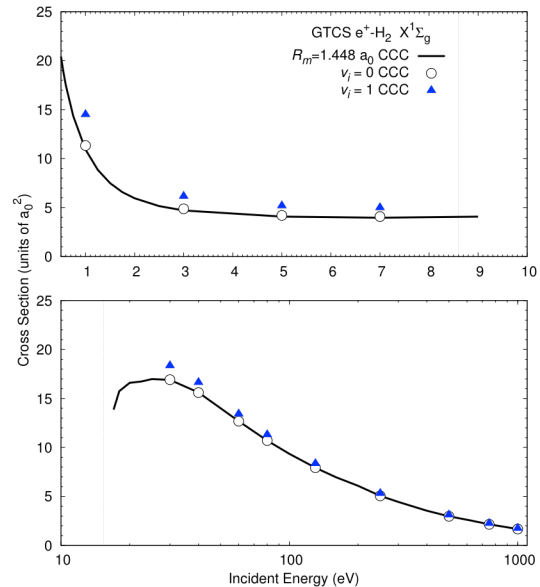 GTCS e⁺-H₂ X¹Σg
Rₘ=1.448 a₀ CCC
vᵢ = 0 CCC
vᵢ = 1 CCC
25
20
15
10
5
0
1 2 3 4 5 6 7 8 9 10
Cross Section (units of a₀²)
25
20
15
10
5
0
10 100 1000
Incident Energy (eV)